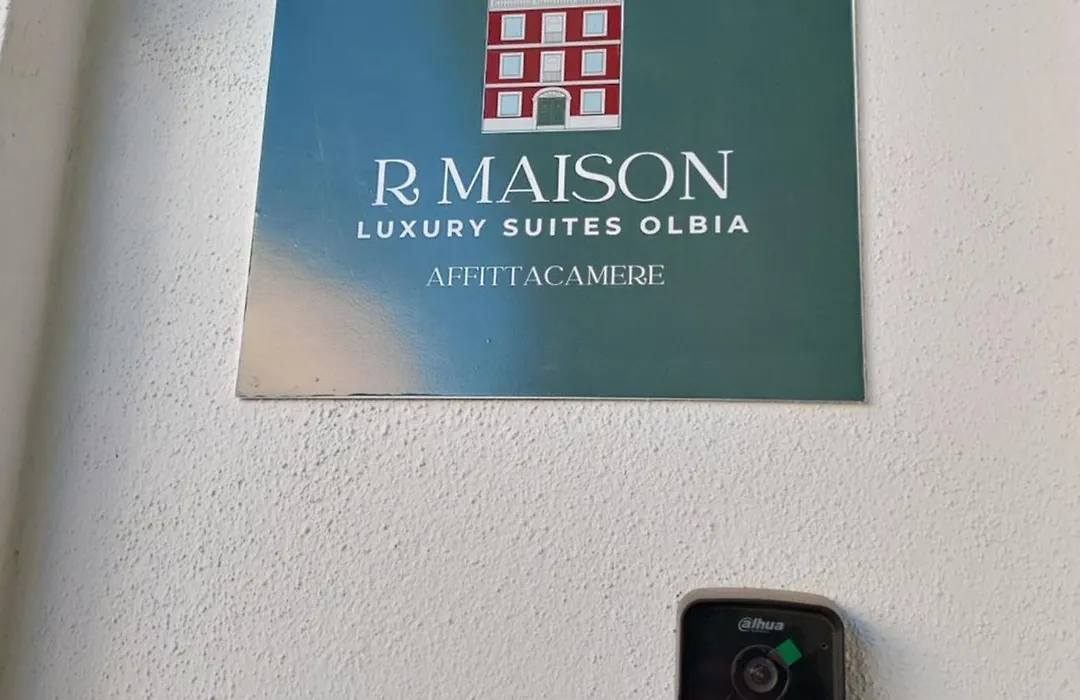 R MAISON
LUXURY SUITES OLBIA
AFFITTACAMERE
alhua